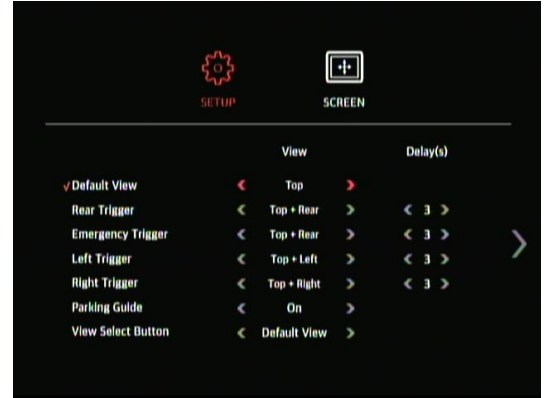 SETUP SCREEN
View Delay(s)
√Default View < Top >
Rear Trigger < Top + Rear > < 3 >
Emergency Trigger < Top + Rear > < 3 >
Left Trigger < Top + Left > < 3 >
Right Trigger < Top + Right > < 3 >
Parking Guide < On >
View Select Button < Default View >